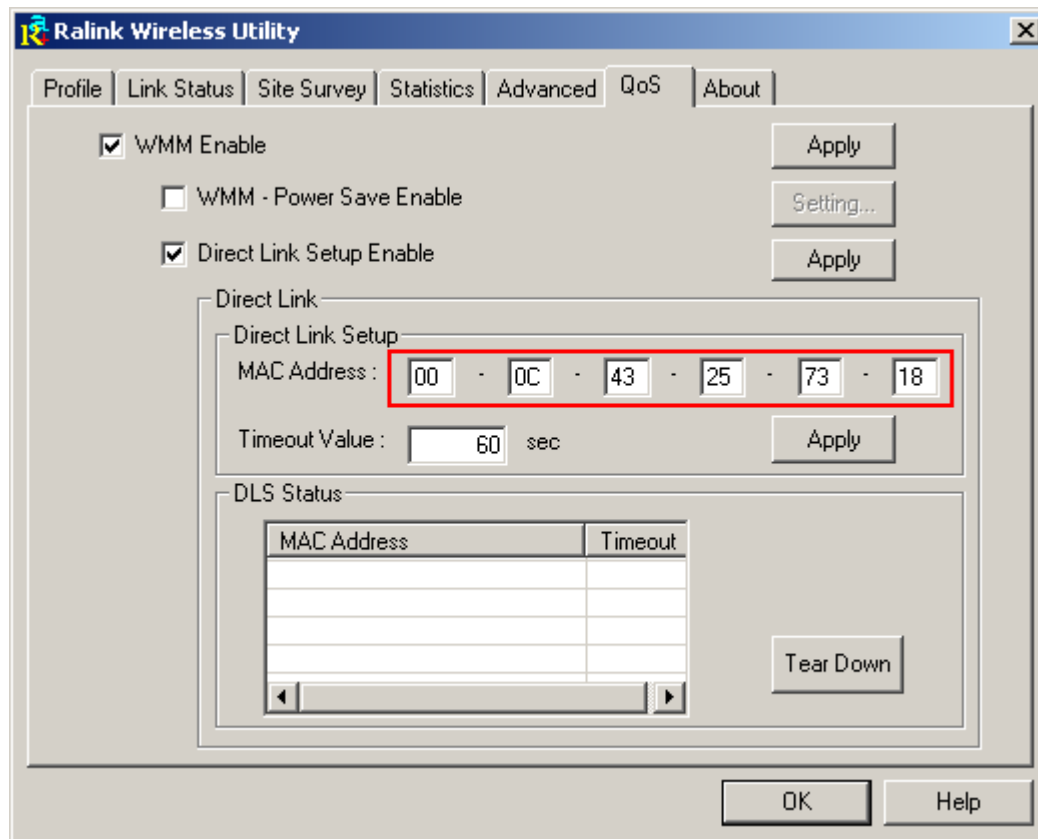 Ralink Wireless Utility
Profile Link Status Site Survey Statistics Advanced QoS About
WMM Enable Apply
WMM - Power Save Enable Setting...
Direct Link Setup Enable Apply
Direct Link
Direct Link Setup
MAC Address : 00 - 0C - 43 - 25 - 73 - 18
Timeout Value : 60 sec Apply
DLS Status
MAC Address Timeout
Tear Down
OK Help